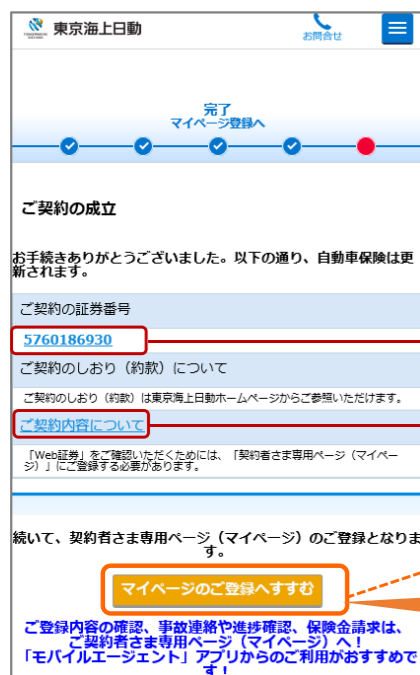 東京海上日動
お問合せ
完了
マイページ登録へ
ご契約の成立
お手続きありがとうございました。以下の通り、自動車保険は更
新されます。
ご契約の証券番号
5760186930
ご契約のしおり（約款）について
ご契約のしおり（約款）は東京海上日動ホームページからご参照いただけます。
ご契約内容について
「Web証券」をご確認いただくためには、「契約者さま専用ページ（マイペー
ジ）」にご登録する必要があります。
続いて、契約者さま専用ページ（マイページ）のご登録となりま
す。
マイページのご登録へすすむ
ご登録内容の確認、事故連絡や進捗確認、保険金請求は、
ご契約者さま専用ページ（マイページ）へ！
「モバイルエージェント」アプリからのご利用がおすすめで
す！